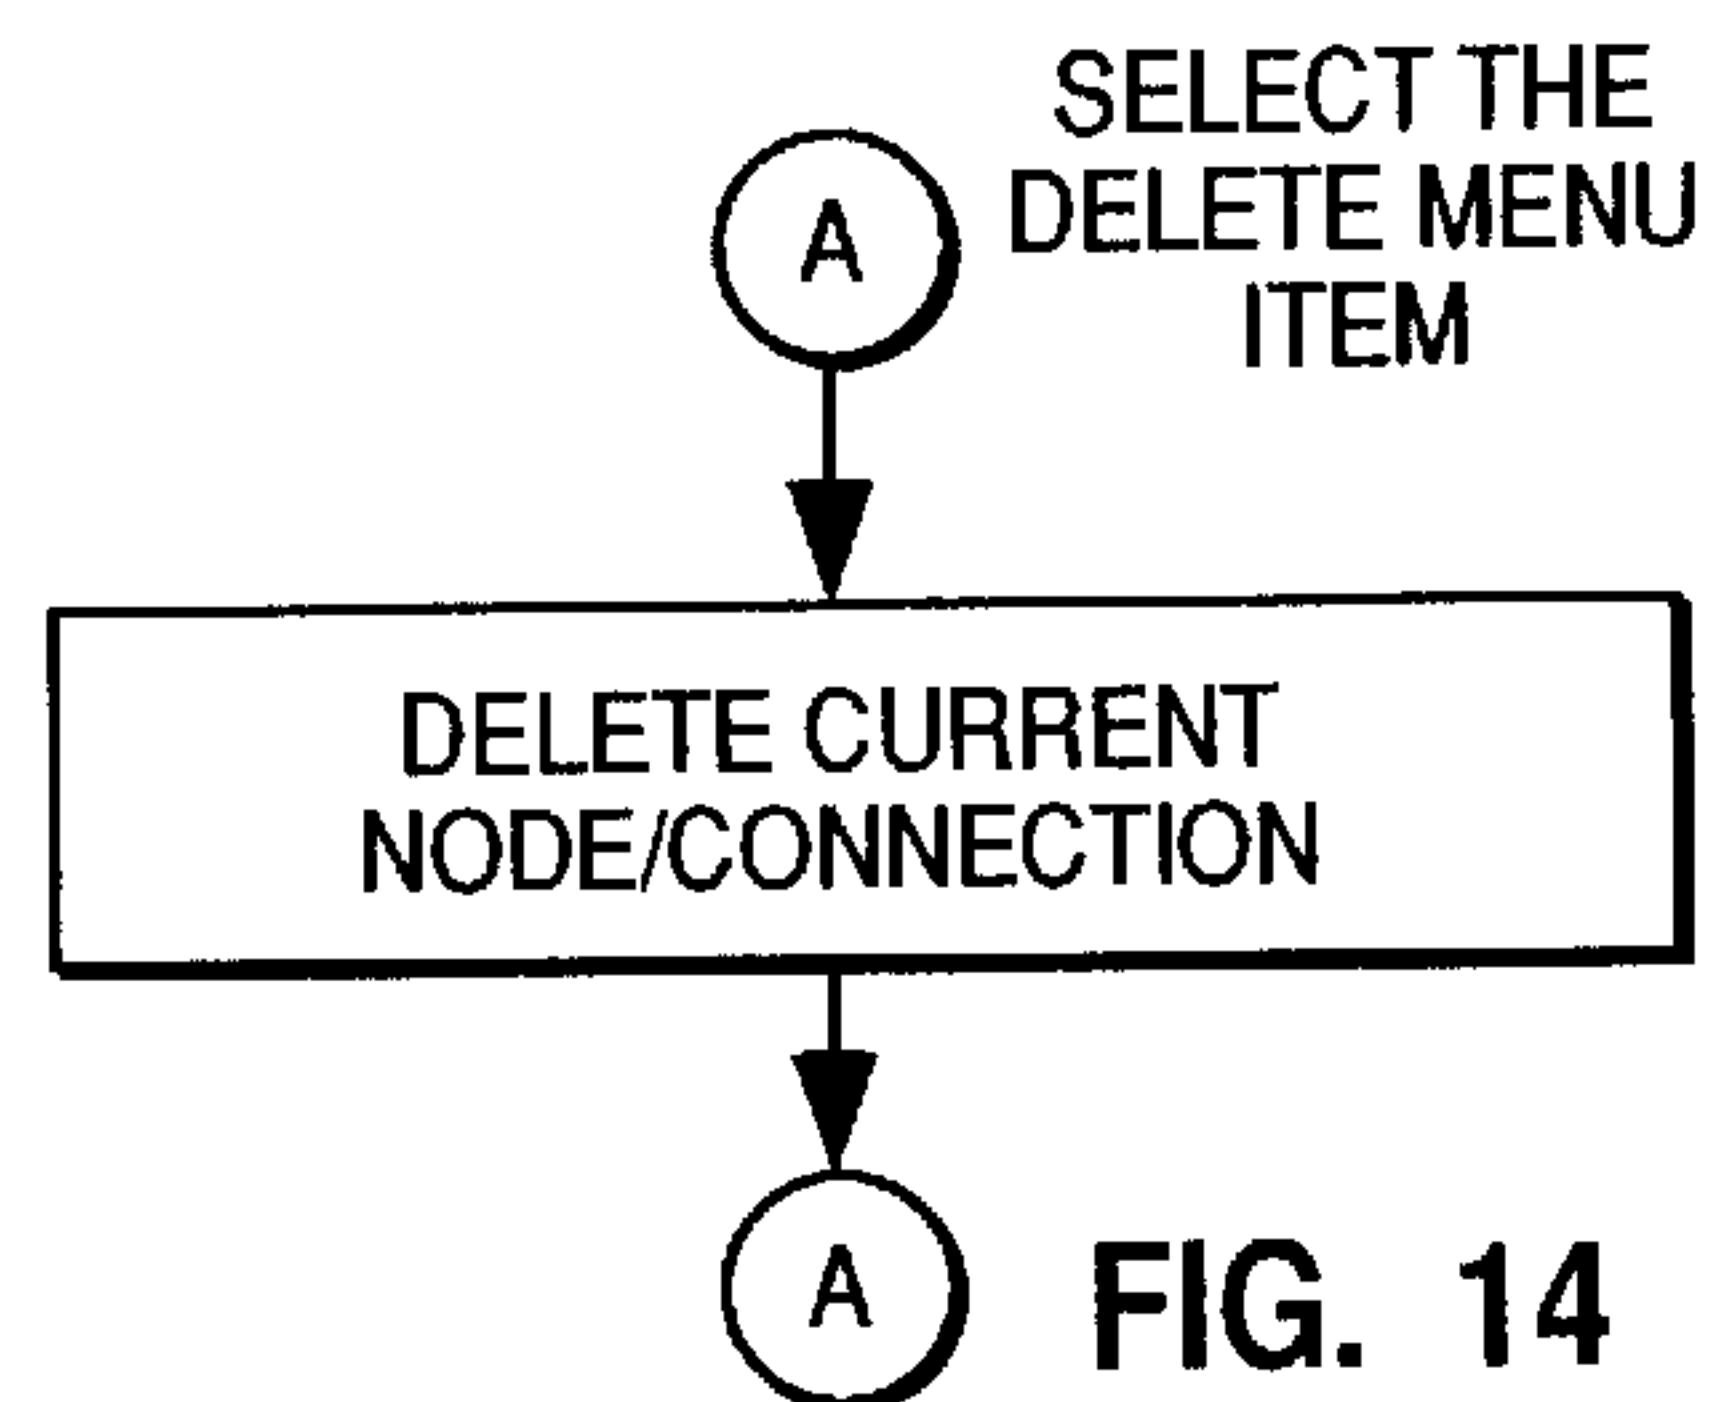 SELECT THE
DELETE MENU
ITEM
A
DELETE CURRENT
NODE/CONNECTION
A
FIG. 14